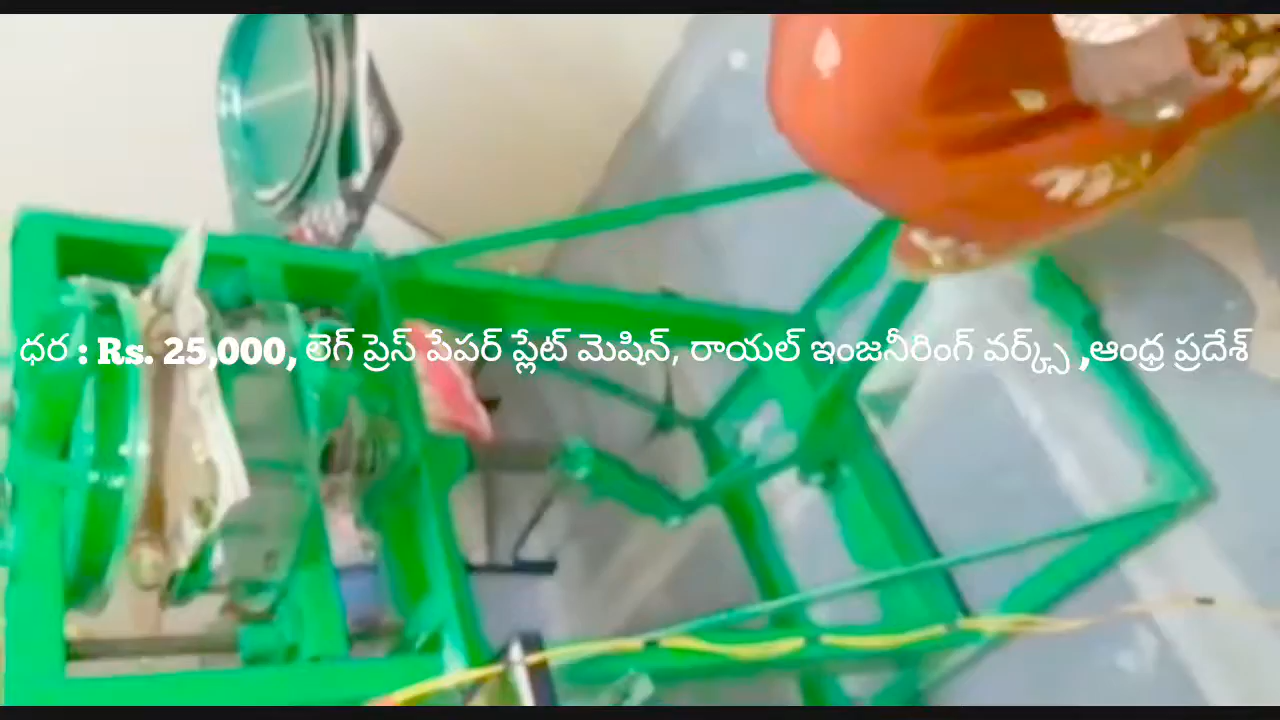 ధర : Rs. 25,000, లెగ్ ప్రెస్ పేపర్ ప్లేట్ మెషిన్, రాయల్ ఇంజనీరింగ్ వర్క్స్ ,ఆంధ్ర ప్రదేశ్